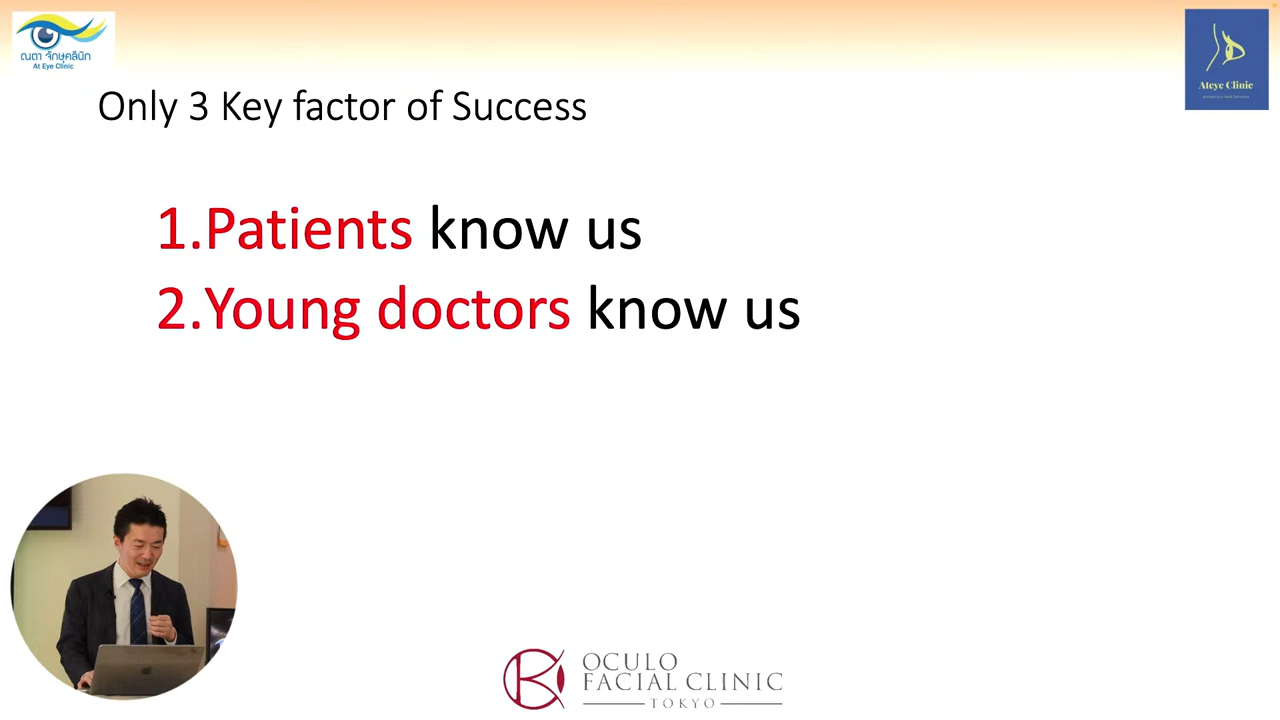 ณตา จักษุคลีนิก
At Eye Clinic
Ateye Clinic
Only 3 Key factor of Success
1.Patients know us
2.Young doctors know us
OCULO
FACIAL CLINIC
TOKYO